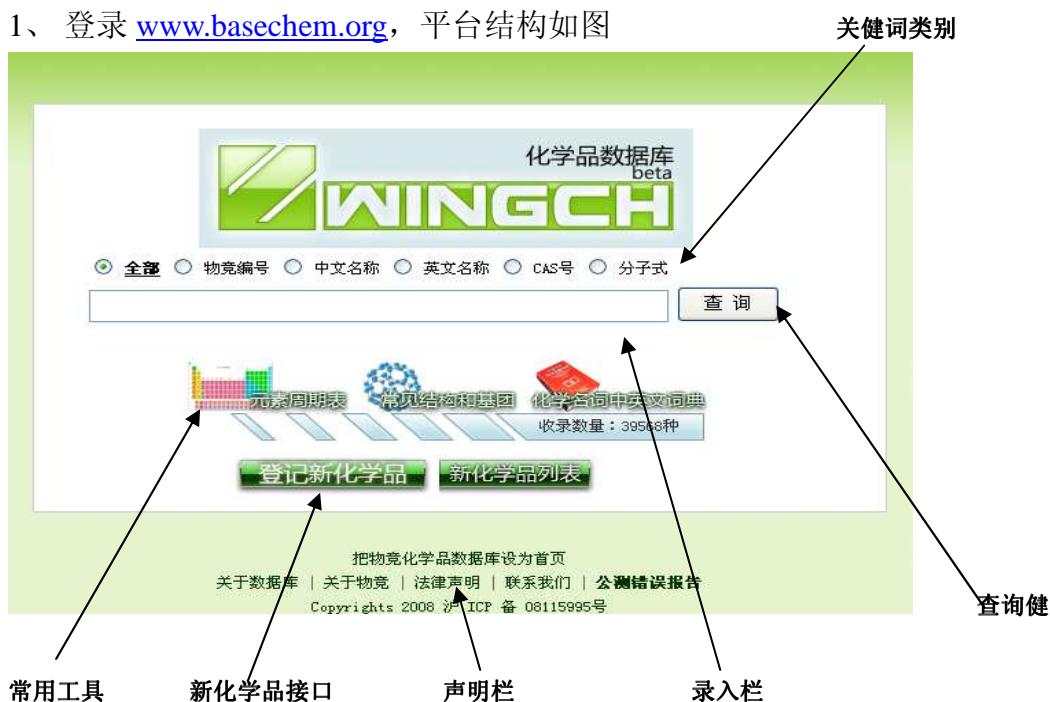 1、 登录 www.basechem.org，平台结构如图
关健词类别
化学品数据库
beta
WINGCH
全部 物竞编号 中文名称 英文名称 CAS号 分子式
查 询
元素周期表 常见结构和基团 化学名词中英文词典
收录数量：39568种
登记新化学品 新化学品列表
把物竞化学品数据库设为首页
关于数据库 | 关于物竞 | 法律声明 | 联系我们 | 公测错误报告
Copyrights 2008 沪 ICP 备 08115995号
查询健
常用工具 新化学品接口 声明栏 录入栏